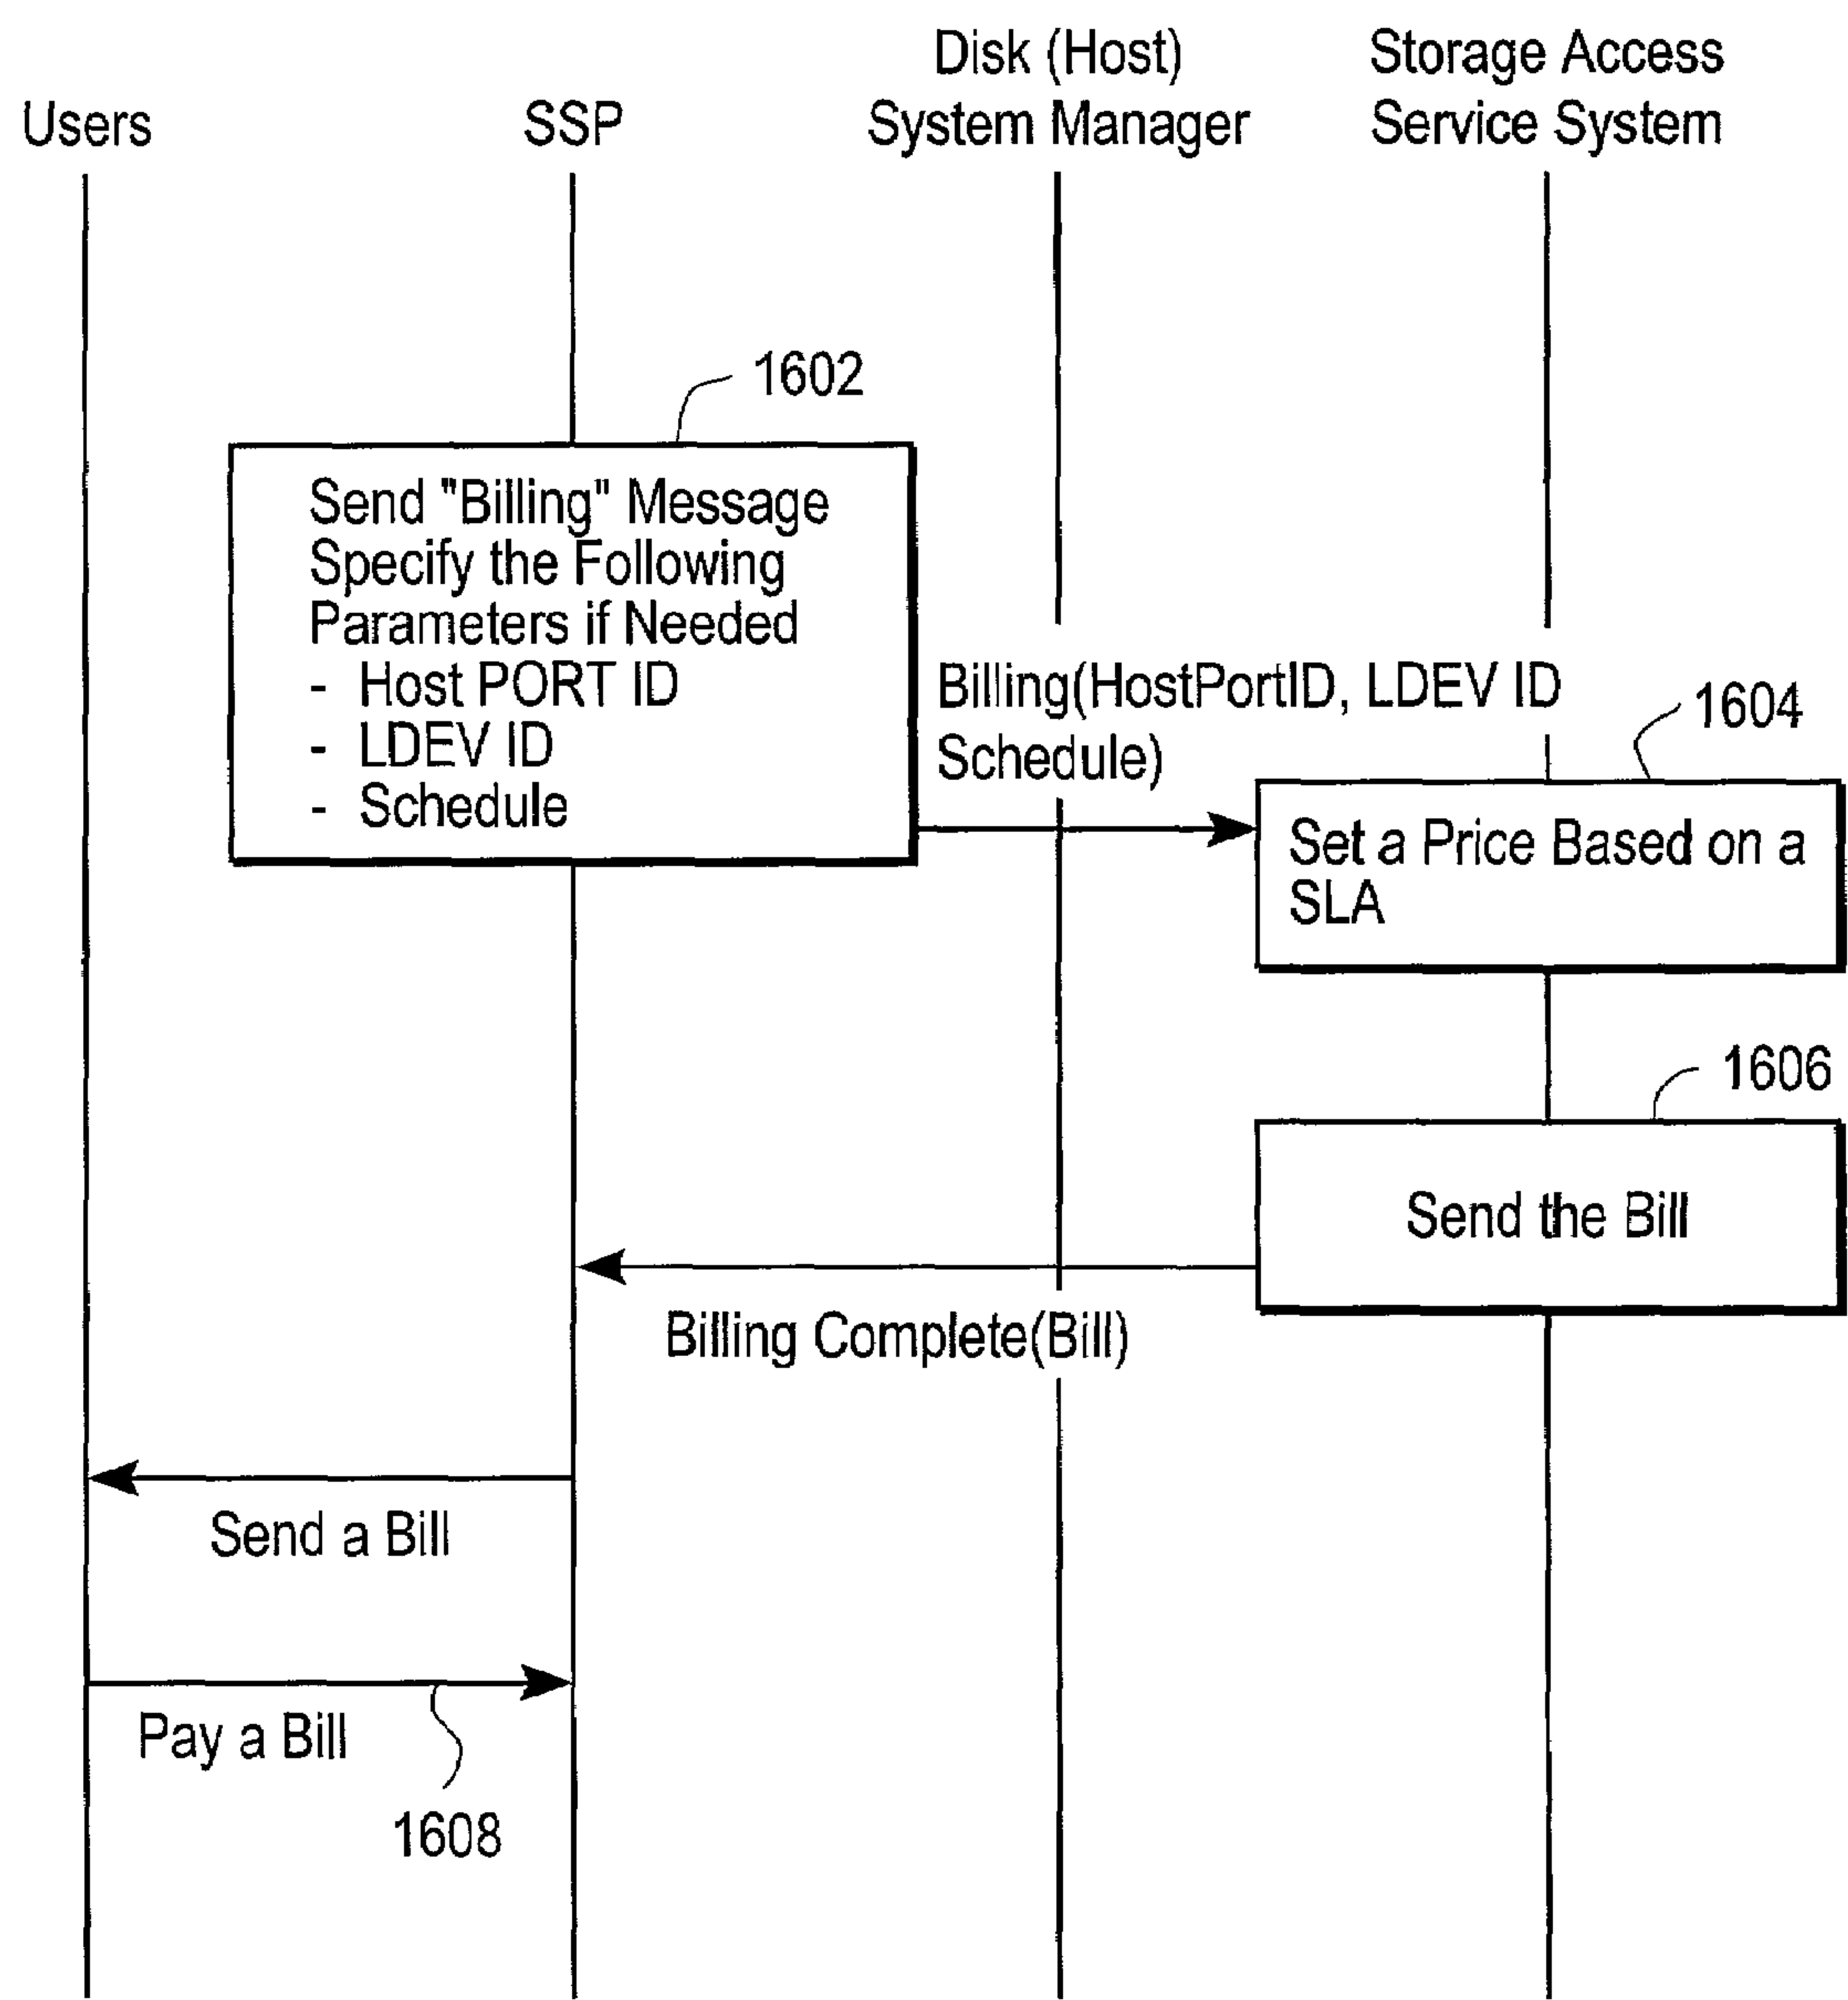 Users
SSP
Disk (Host)
System Manager
Storage Access
Service System
1602
Send "Billing" Message
Specify the Following
Parameters if Needed
- Host PORT ID
- LDEV ID
- Schedule
Billing(HostPortID, LDEV ID
Schedule)
1604
Set a Price Based on a
SLA
1606
Send the Bill
Billing Complete(Bill)
Send a Bill
Pay a Bill
1608